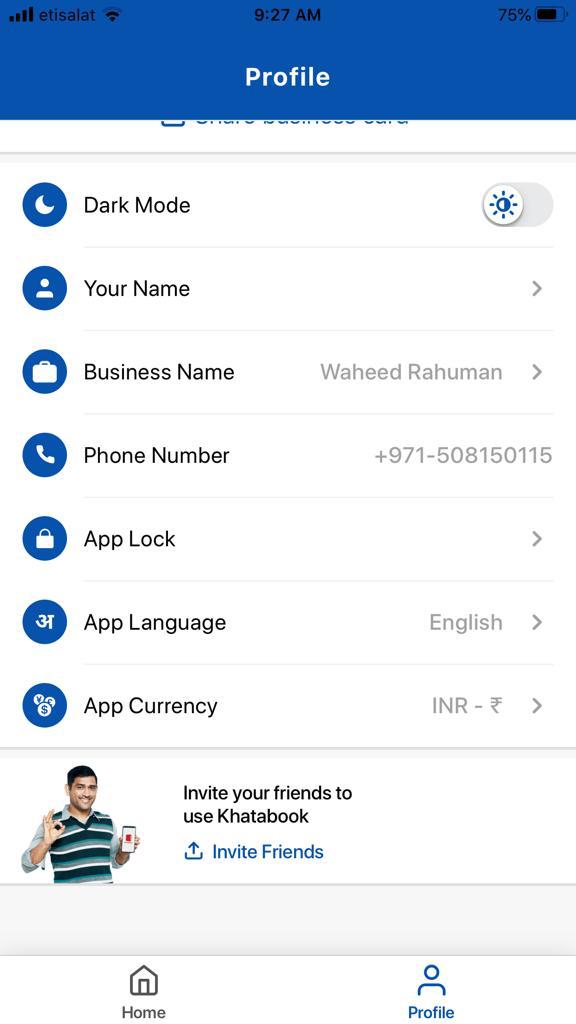 etisalat 9:27 AM 75%
Profile
Share business card
Dark Mode
Your Name
Business Name Waheed Rahuman
Phone Number +971-508150115
App Lock
अ App Language English
¥ £ $ App Currency INR - ₹
Invite your friends to
use Khatabook
Invite Friends
Home Profile